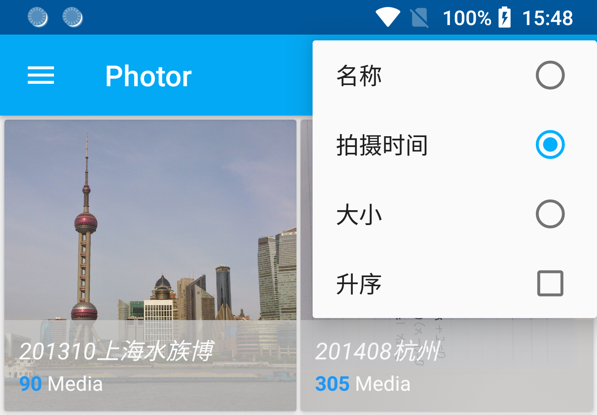 100% 15:48
Photor
名称
拍摄时间
大小
升序
201310上海水族博
90 Media
201408杭州
305 Media